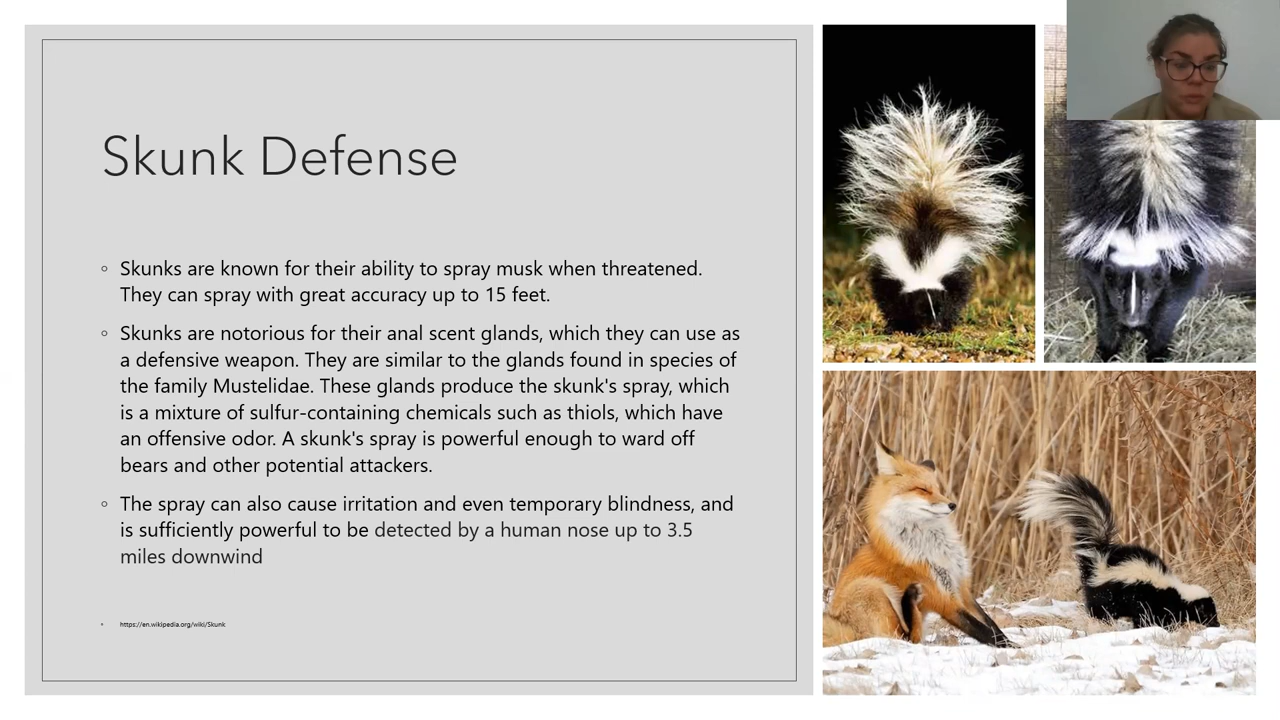 Skunk Defense
Skunks are known for their ability to spray musk when threatened.
They can spray with great accuracy up to 15 feet.
Skunks are notorious for their anal scent glands, which they can use as
a defensive weapon. They are similar to the glands found in species of
the family Mustelidae. These glands produce the skunk's spray, which
is a mixture of sulfur-containing chemicals such as thiols, which have
an offensive odor. A skunk's spray is powerful enough to ward off
bears and other potential attackers.
The spray can also cause irritation and even temporary blindness, and
is sufficiently powerful to be detected by a human nose up to 3.5
miles downwind
https://en.wikipedia.org/wiki/Skunk